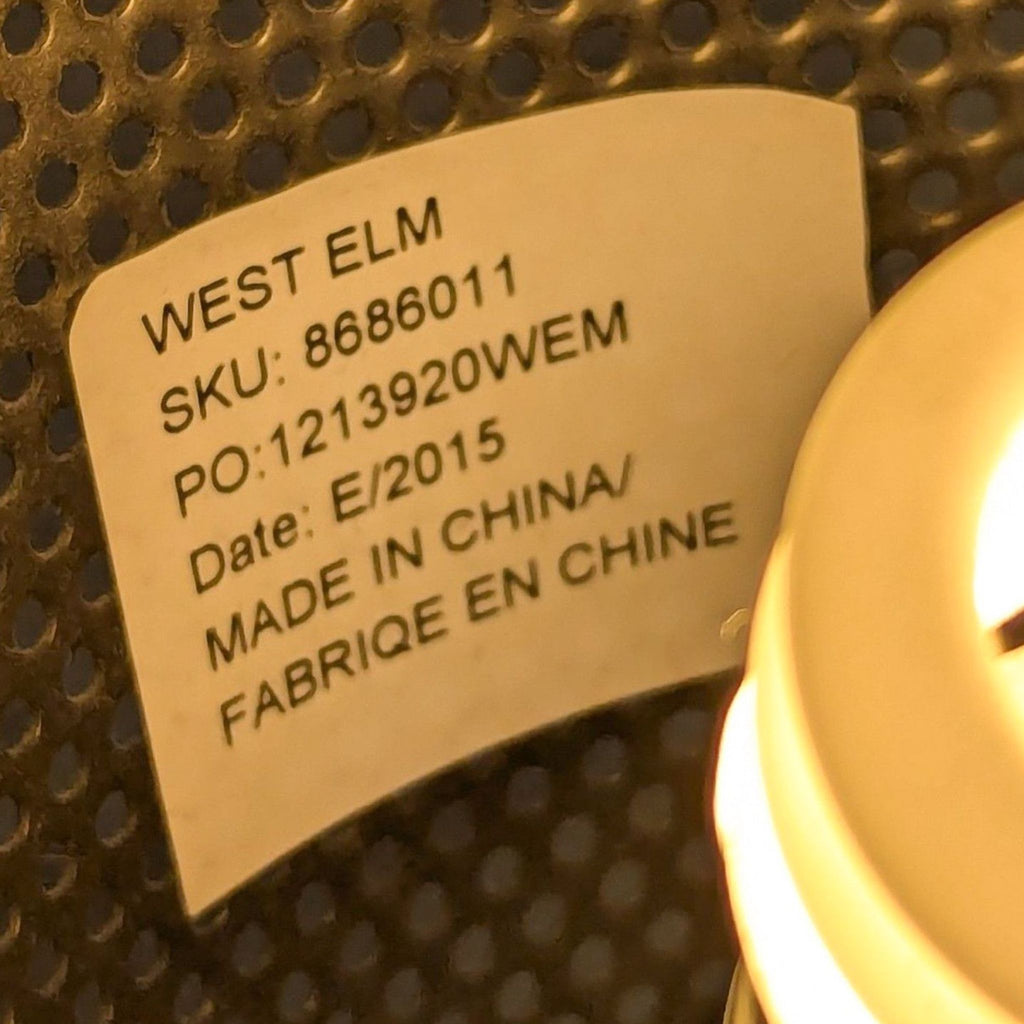 WEST ELM
SKU: 8686011
PO:1213920WEM
Date: E/2015
MADE IN CHINA/
FABRIQE EN CHINE